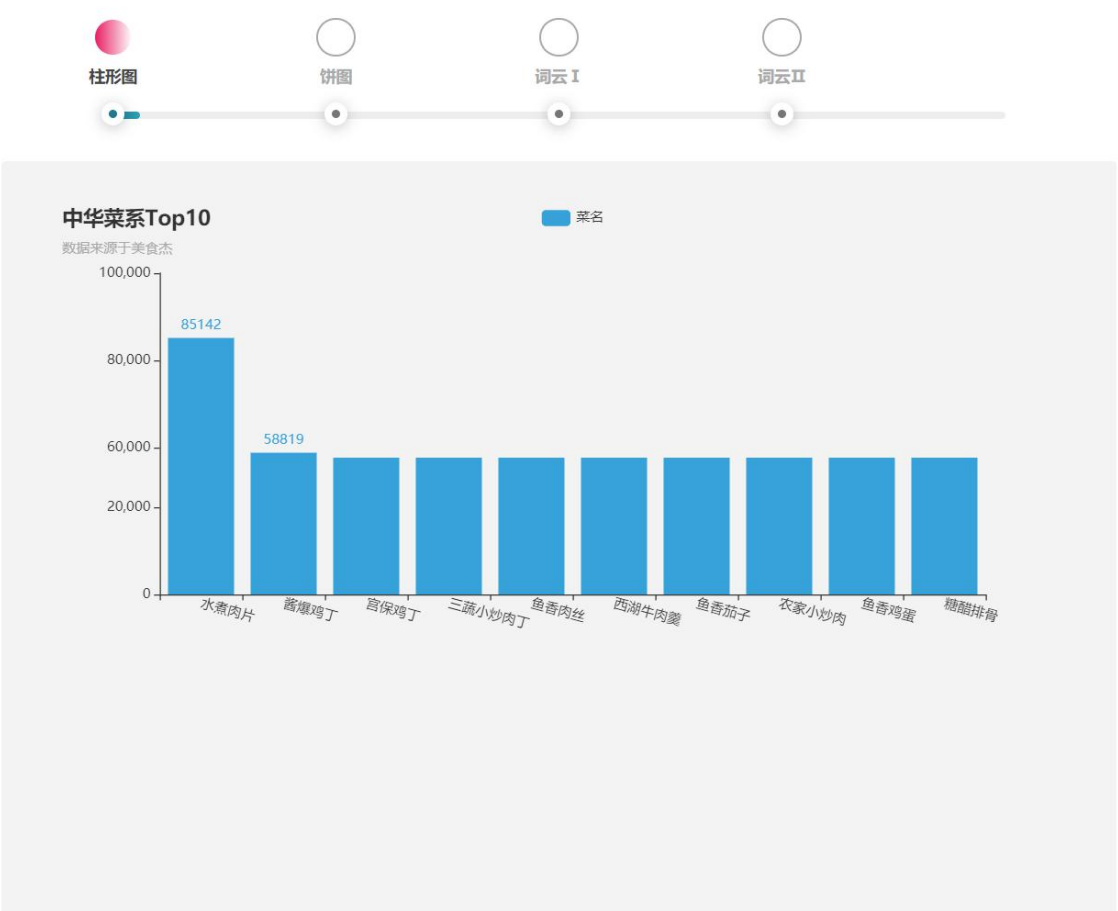 柱形图
饼图
词云Ⅰ
词云Ⅱ
中华菜系Top10
菜名
数据来源于美食杰
100,000
85142
80,000
58819
60,000
20,000
0
水煮肉片
酱爆鸡丁
宫保鸡丁
三蔬小炒肉丁
鱼香肉丝
西湖牛肉羹
鱼香茄子
农家小炒肉
鱼香鸡蛋
糖醋排骨